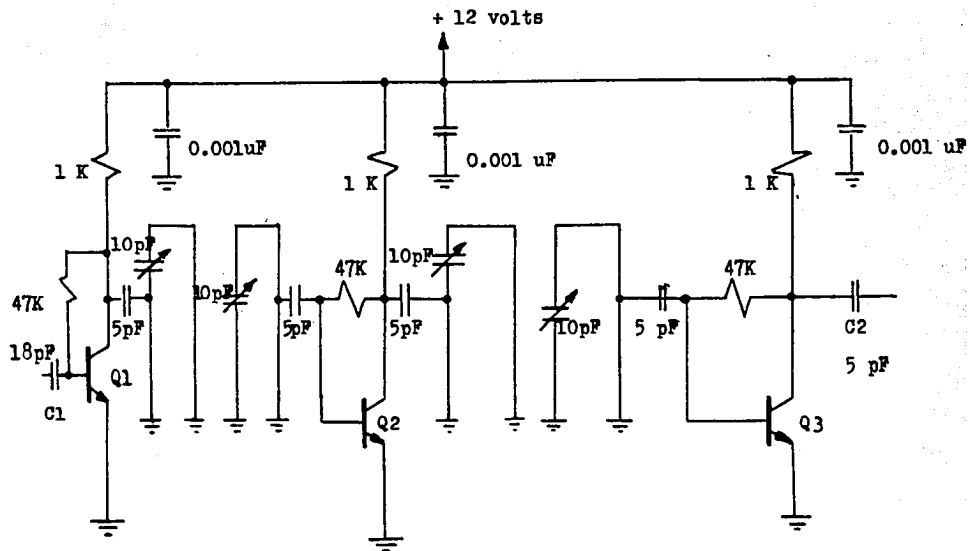 + 12 volts
0.001uF
0.001 uF
0.001 uF
1 K
1 K
1 K
10pF
10pF
10pF
10pF
47K
47K
47K
5pF
5pF
5pF
5 pF
18pF
C1
Q1
Q2
Q3
C2
5 pF